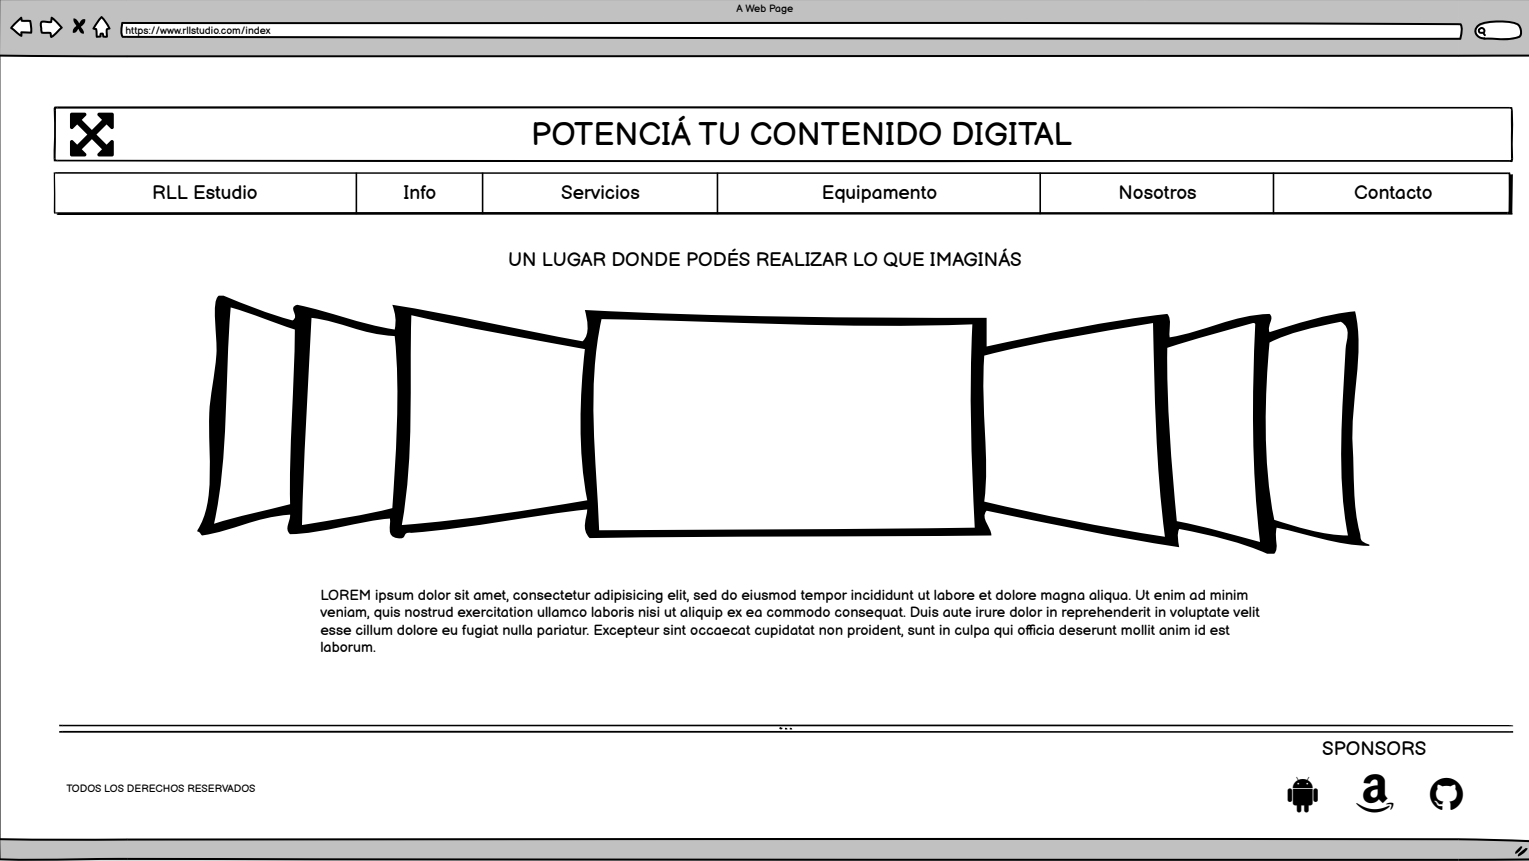 A Web Page
https://www.rllstudio.com/index
POTENCIÁ TU CONTENIDO DIGITAL
RLL Estudio Info Servicios Equipamento Nosotros Contacto
UN LUGAR DONDE PODÉS REALIZAR LO QUE IMAGINÁS
LOREM ipsum dolor sit amet, consectetur adipisicing elit, sed do eiusmod tempor incididunt ut labore et dolore magna aliqua. Ut enim ad minim
veniam, quis nostrud exercitation ullamco laboris nisi ut aliquip ex ea commodo consequat. Duis aute irure dolor in reprehenderit in voluptate velit
esse cillum dolore eu fugiat nulla pariatur. Excepteur sint occaecat cupidatat non proident, sunt in culpa qui officia deserunt mollit anim id est
laborum.
SPONSORS
TODOS LOS DERECHOS RESERVADOS